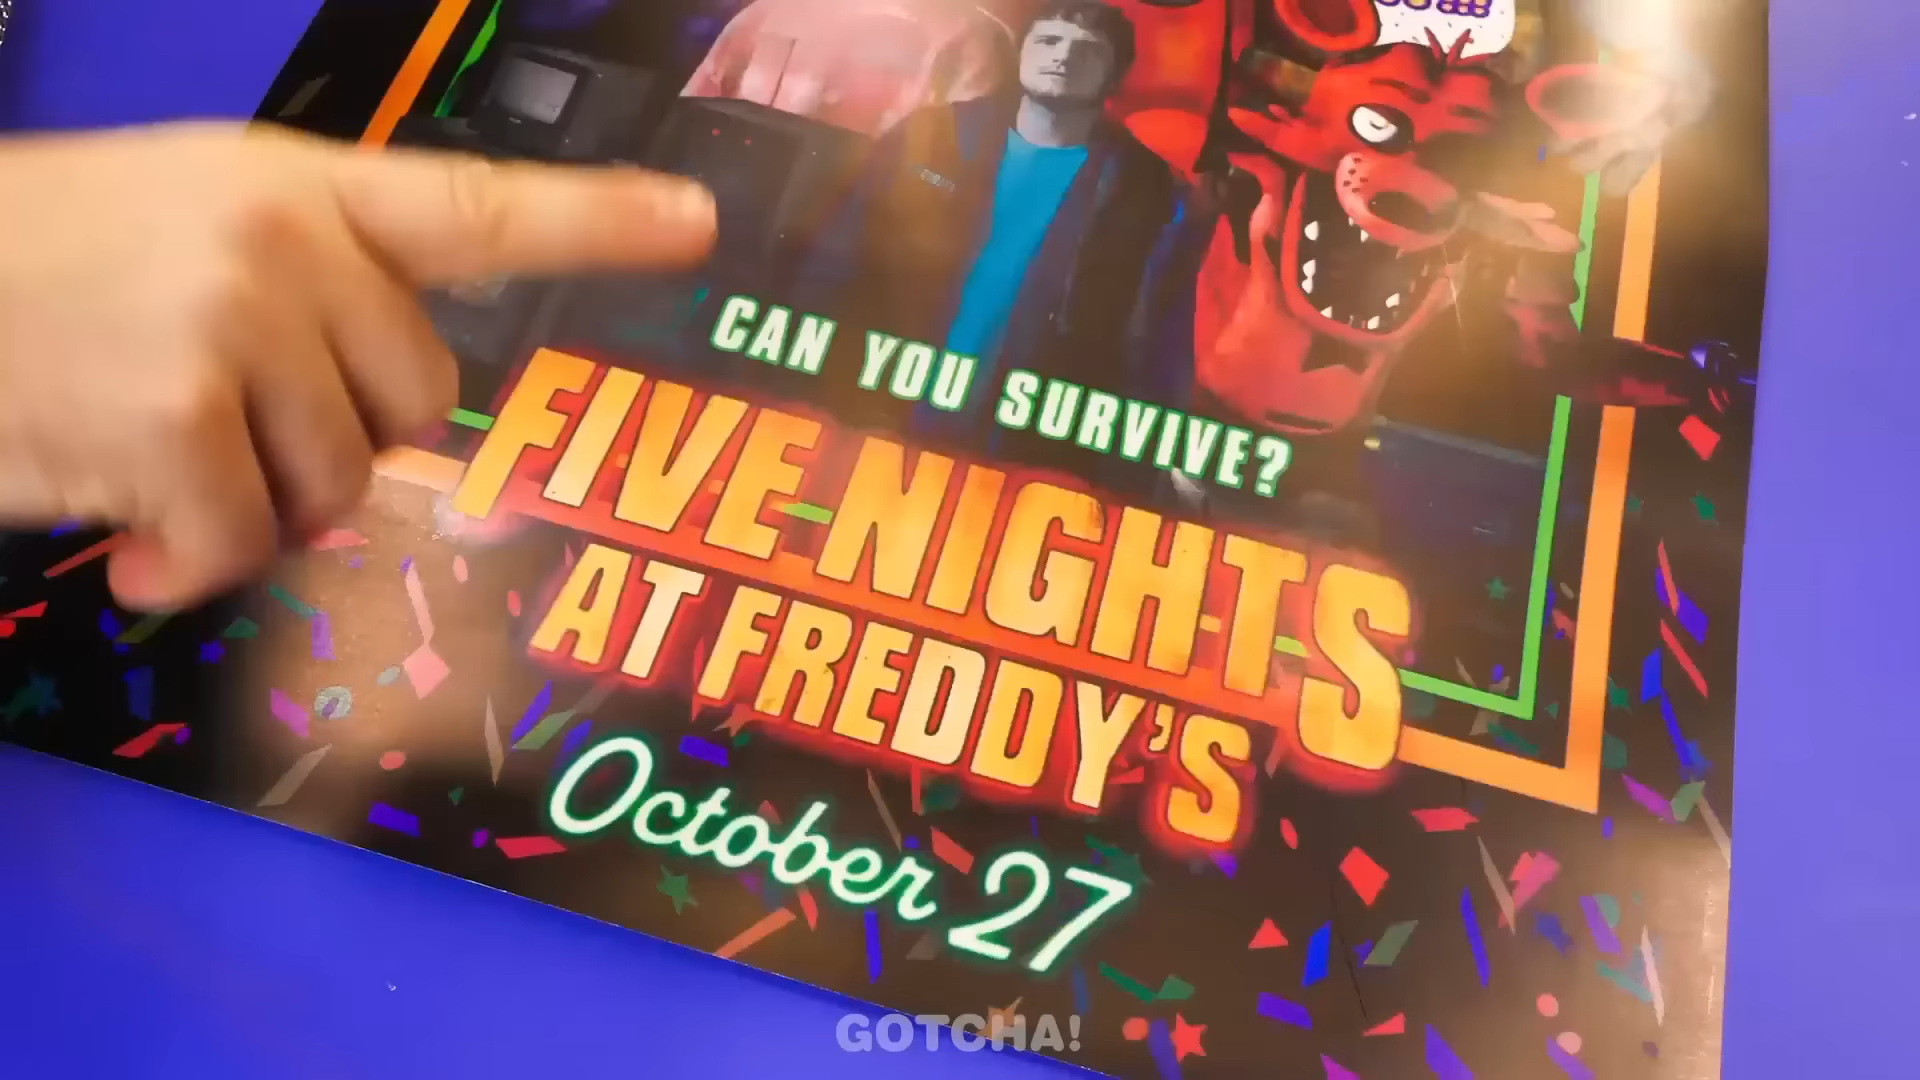 CAN YOU SURVIVE?
FIVE NIGHTS
AT FREDDY'S
October 27
GOTCHA!